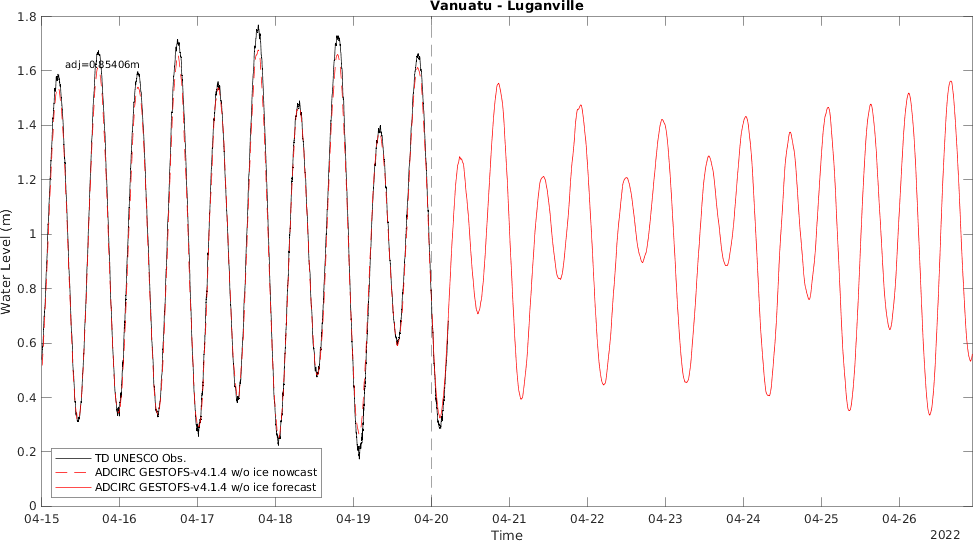 Vanuatu - Luganville
1.8
1.6
1.4
1.2
1
0.8
0.6
0.4
0.2
0
Water Level (m)
adj=0.85406m
TD UNESCO Obs.
ADCIRC GESTOFS-v4.1.4 w/o ice nowcast
ADCIRC GESTOFS-v4.1.4 w/o ice forecast
04-15 04-16 04-17 04-18 04-19 04-20 04-21 04-22 04-23 04-24 04-25 04-26
Time
2022